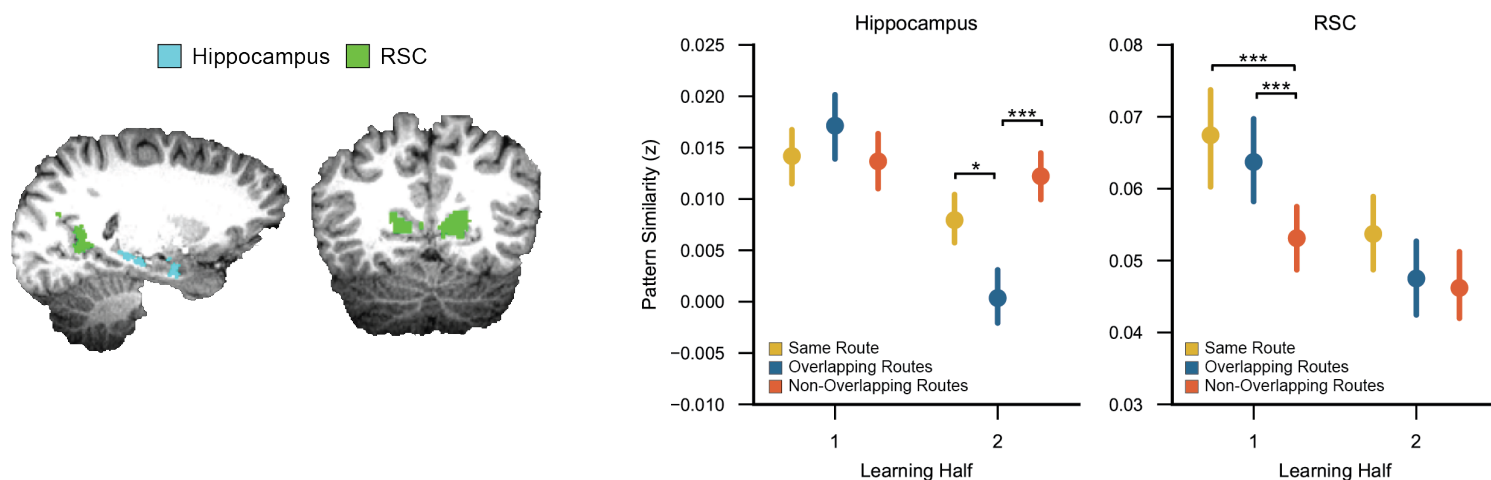 Hippocampus RSC
Hippocampus
Pattern Similarity (z)
0.025
0.020
0.015
0.010
0.005
0.000
−0.005
−0.010
*
***
Same Route
Overlapping Routes
Non-Overlapping Routes
1 2
Learning Half
RSC
0.08
0.07
0.06
0.05
0.04
0.03
***
***
Same Route
Overlapping Routes
Non-Overlapping Routes
1 2
Learning Half